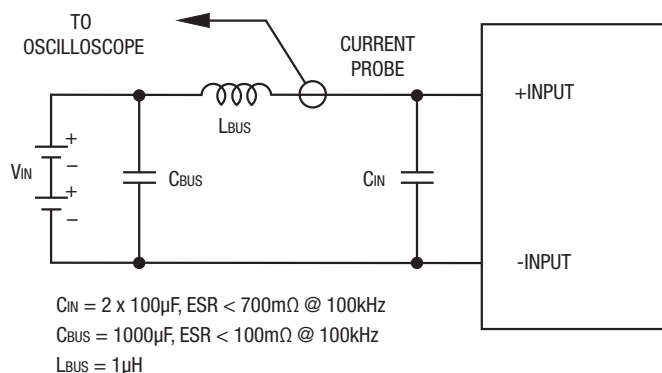 TO
OSCILLOSCOPE
CURRENT
PROBE
+INPUT
LBUS
VIN
+
−
+
−
CBUS
CIN
-INPUT
CIN = 2 x 100µF, ESR < 700mΩ @ 100kHz
CBUS = 1000µF, ESR < 100mΩ @ 100kHz
LBUS = 1µH